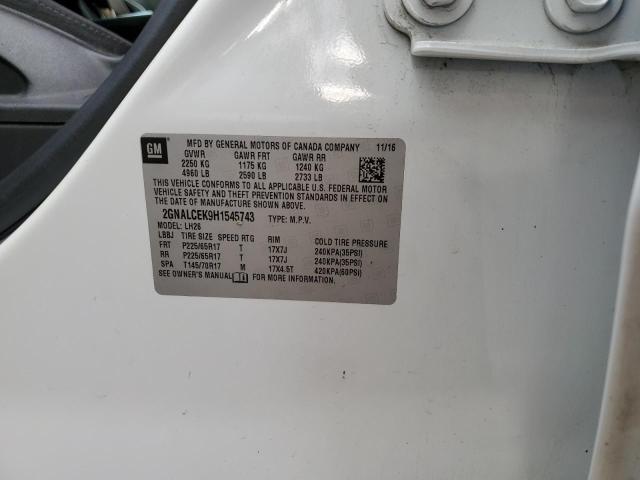 GM
MFD BY GENERAL MOTORS OF CANADA COMPANY 11/16
GVWR GAWR FRT GAWR RR
2250 KG 1175 KG 1240 KG
4960 LB 2590 LB 2733 LB
THIS VEHICLE CONFORMS TO ALL APPLICABLE U.S. FEDERAL MOTOR
VEHICLE SAFETY AND THEFT PREVENTION STANDARDS IN EFFECT ON
THE DATE OF MANUFACTURE SHOWN ABOVE.
2GNALCEK9H1545743 TYPE: M.P.V.
MODEL: LH26
LBBJ TIRE SIZE SPEED RTG RIM COLD TIRE PRESSURE
FRT P225/65R17 T 17X7J 240KPA(35PSI)
RR P225/65R17 T 17X7J 240KPA(35PSI)
SPA T145/70R17 M 17X4.5T 420KPA(60PSI)
SEE OWNER'S MANUAL FOR MORE INFORMATION.